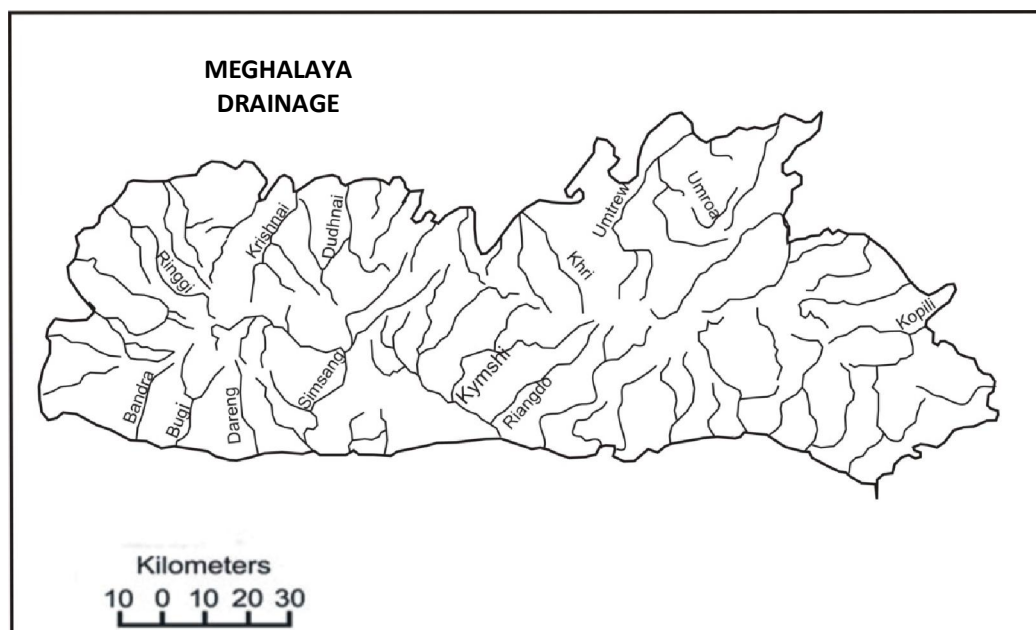 MEGHALAYA
DRAINAGE
Umtrew
Umroa
Krishnai
Dudhnai
Ringgi
Khri
Kopili
Simsang
Kymshi
Riangdo
Bandra
Bugi
Dareng
Kilometers
10 0 10 20 30